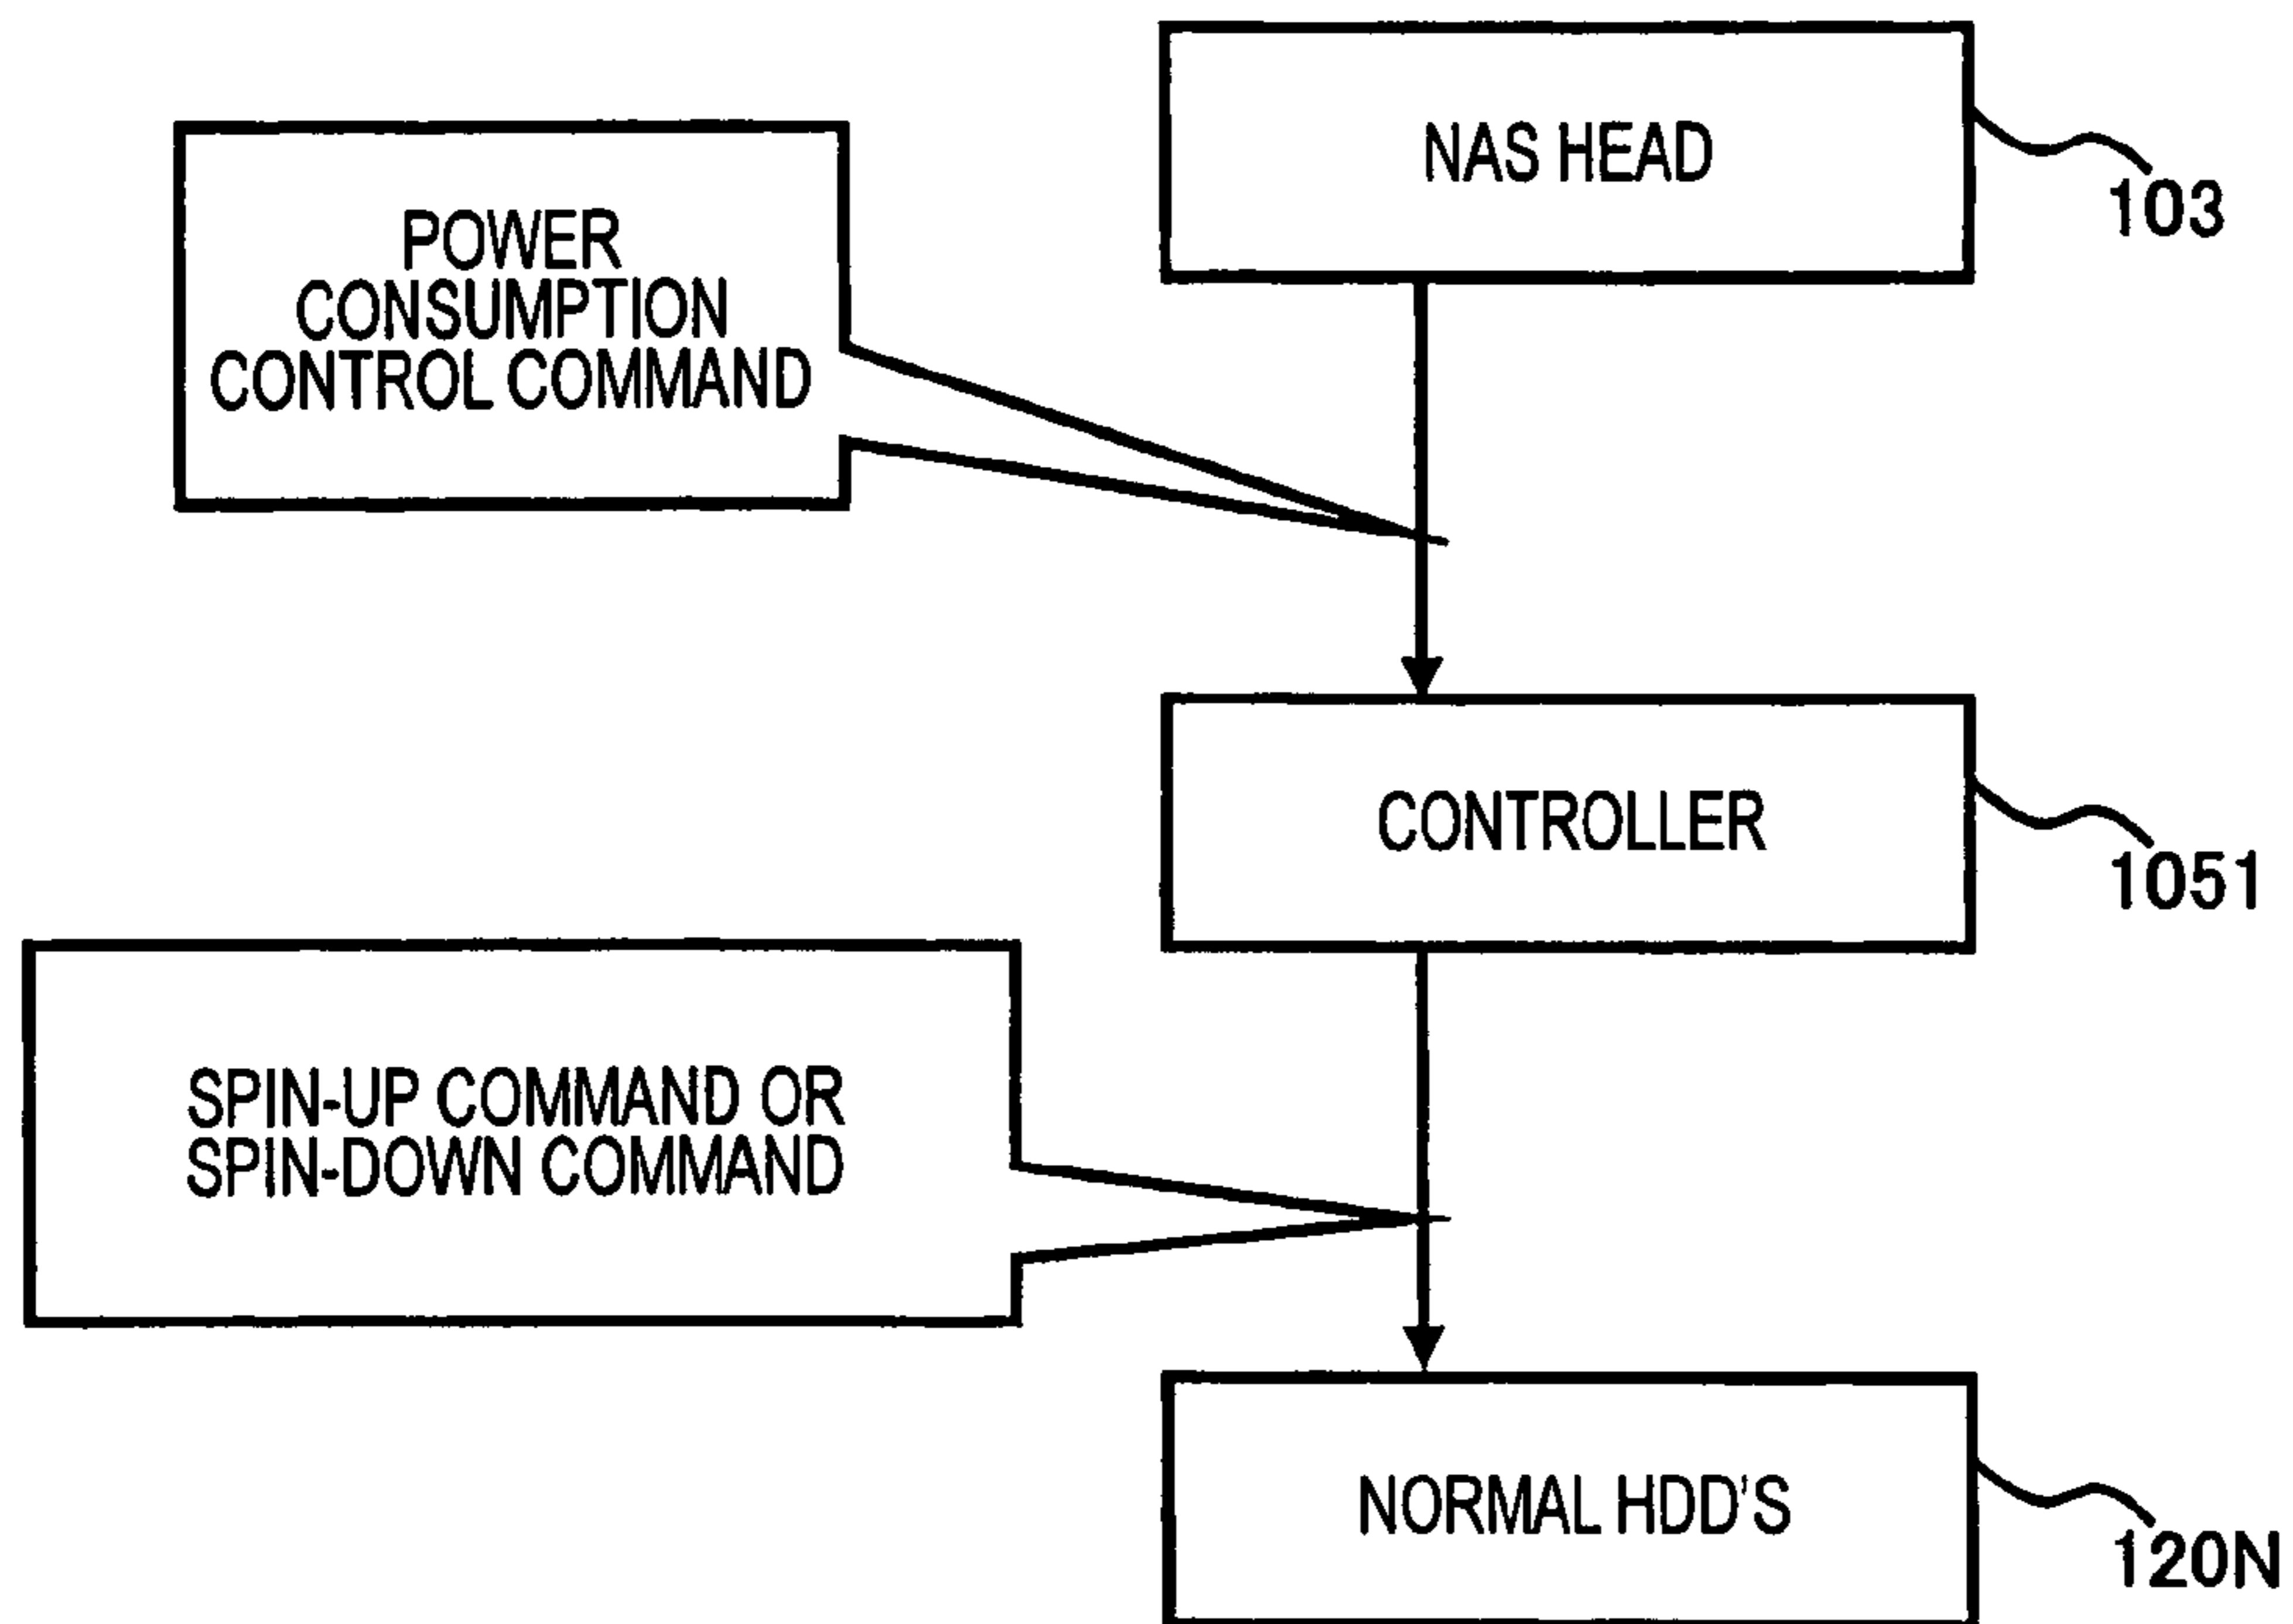 NAS HEAD
103
POWER
CONSUMPTION
CONTROL COMMAND
CONTROLLER
1051
SPIN-UP COMMAND OR
SPIN-DOWN COMMAND
NORMAL HDD'S
120N